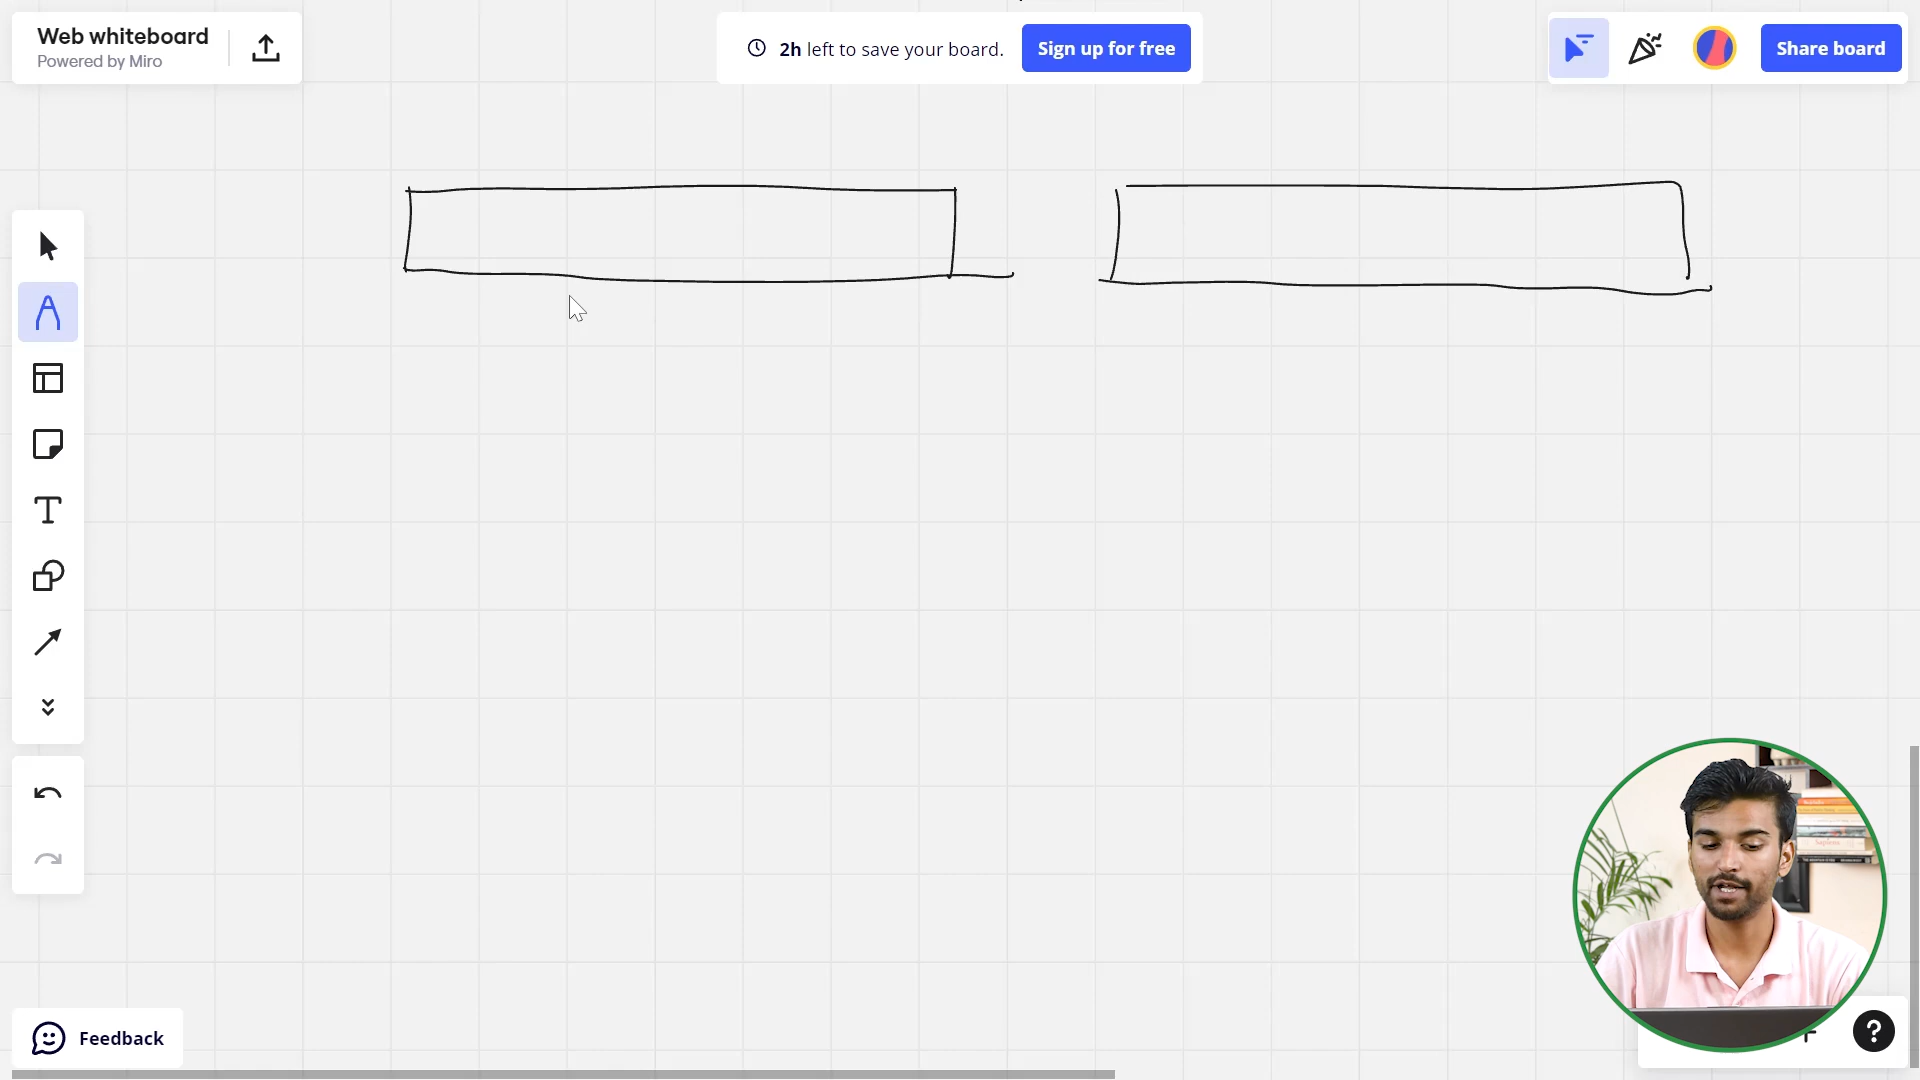 Web whiteboard
Powered by Miro
2h left to save your board.
Sign up for free
Share board
Feedback